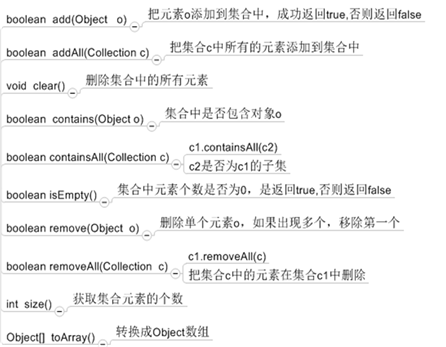 boolean add(Object o) 把元素o添加到集合中，成功返回true,否则返回false
boolean addAll(Collection c) 把集合c中所有的元素添加到集合中
void clear() 删除集合中的所有元素
boolean contains(Object o) 集合中是否包含对象o
boolean containsAll(Collection c) c1.containsAll(c2)
c2是否为c1的子集
boolean isEmpty() 集合中元素个数是否为0，是返回true,否则返回false
boolean remove(Object o) 删除单个元素o，如果出现多个，移除第一个
boolean removeAll(Collection c) c1.removeAll(c)
把集合c中的元素在集合c1中删除
int size() 获取集合元素的个数
Object[] toArray() 转换成Object数组